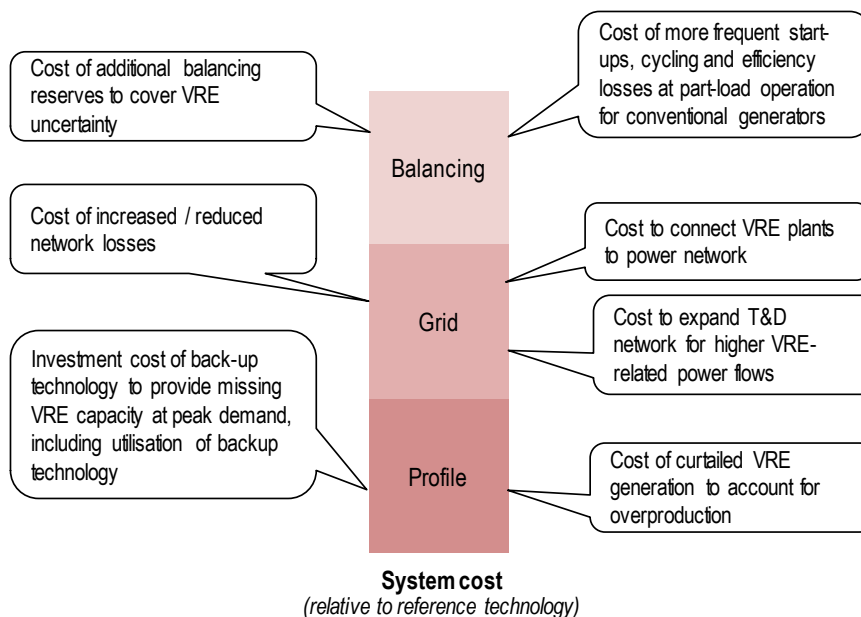 Cost of additional balancing
reserves to cover VRE
uncertainty
Cost of more frequent start-
ups, cycling and efficiency
losses at part-load operation
for conventional generators
Balancing
Cost of increased / reduced
network losses
Cost to connect VRE plants
to power network
Grid
Cost to expand T&D
network for higher VRE-
related power flows
Investment cost of back-up
technology to provide missing
VRE capacity at peak demand,
including utilisation of backup
technology
Profile
Cost of curtailed VRE
generation to account for
overproduction
System cost
(relative to reference technology)